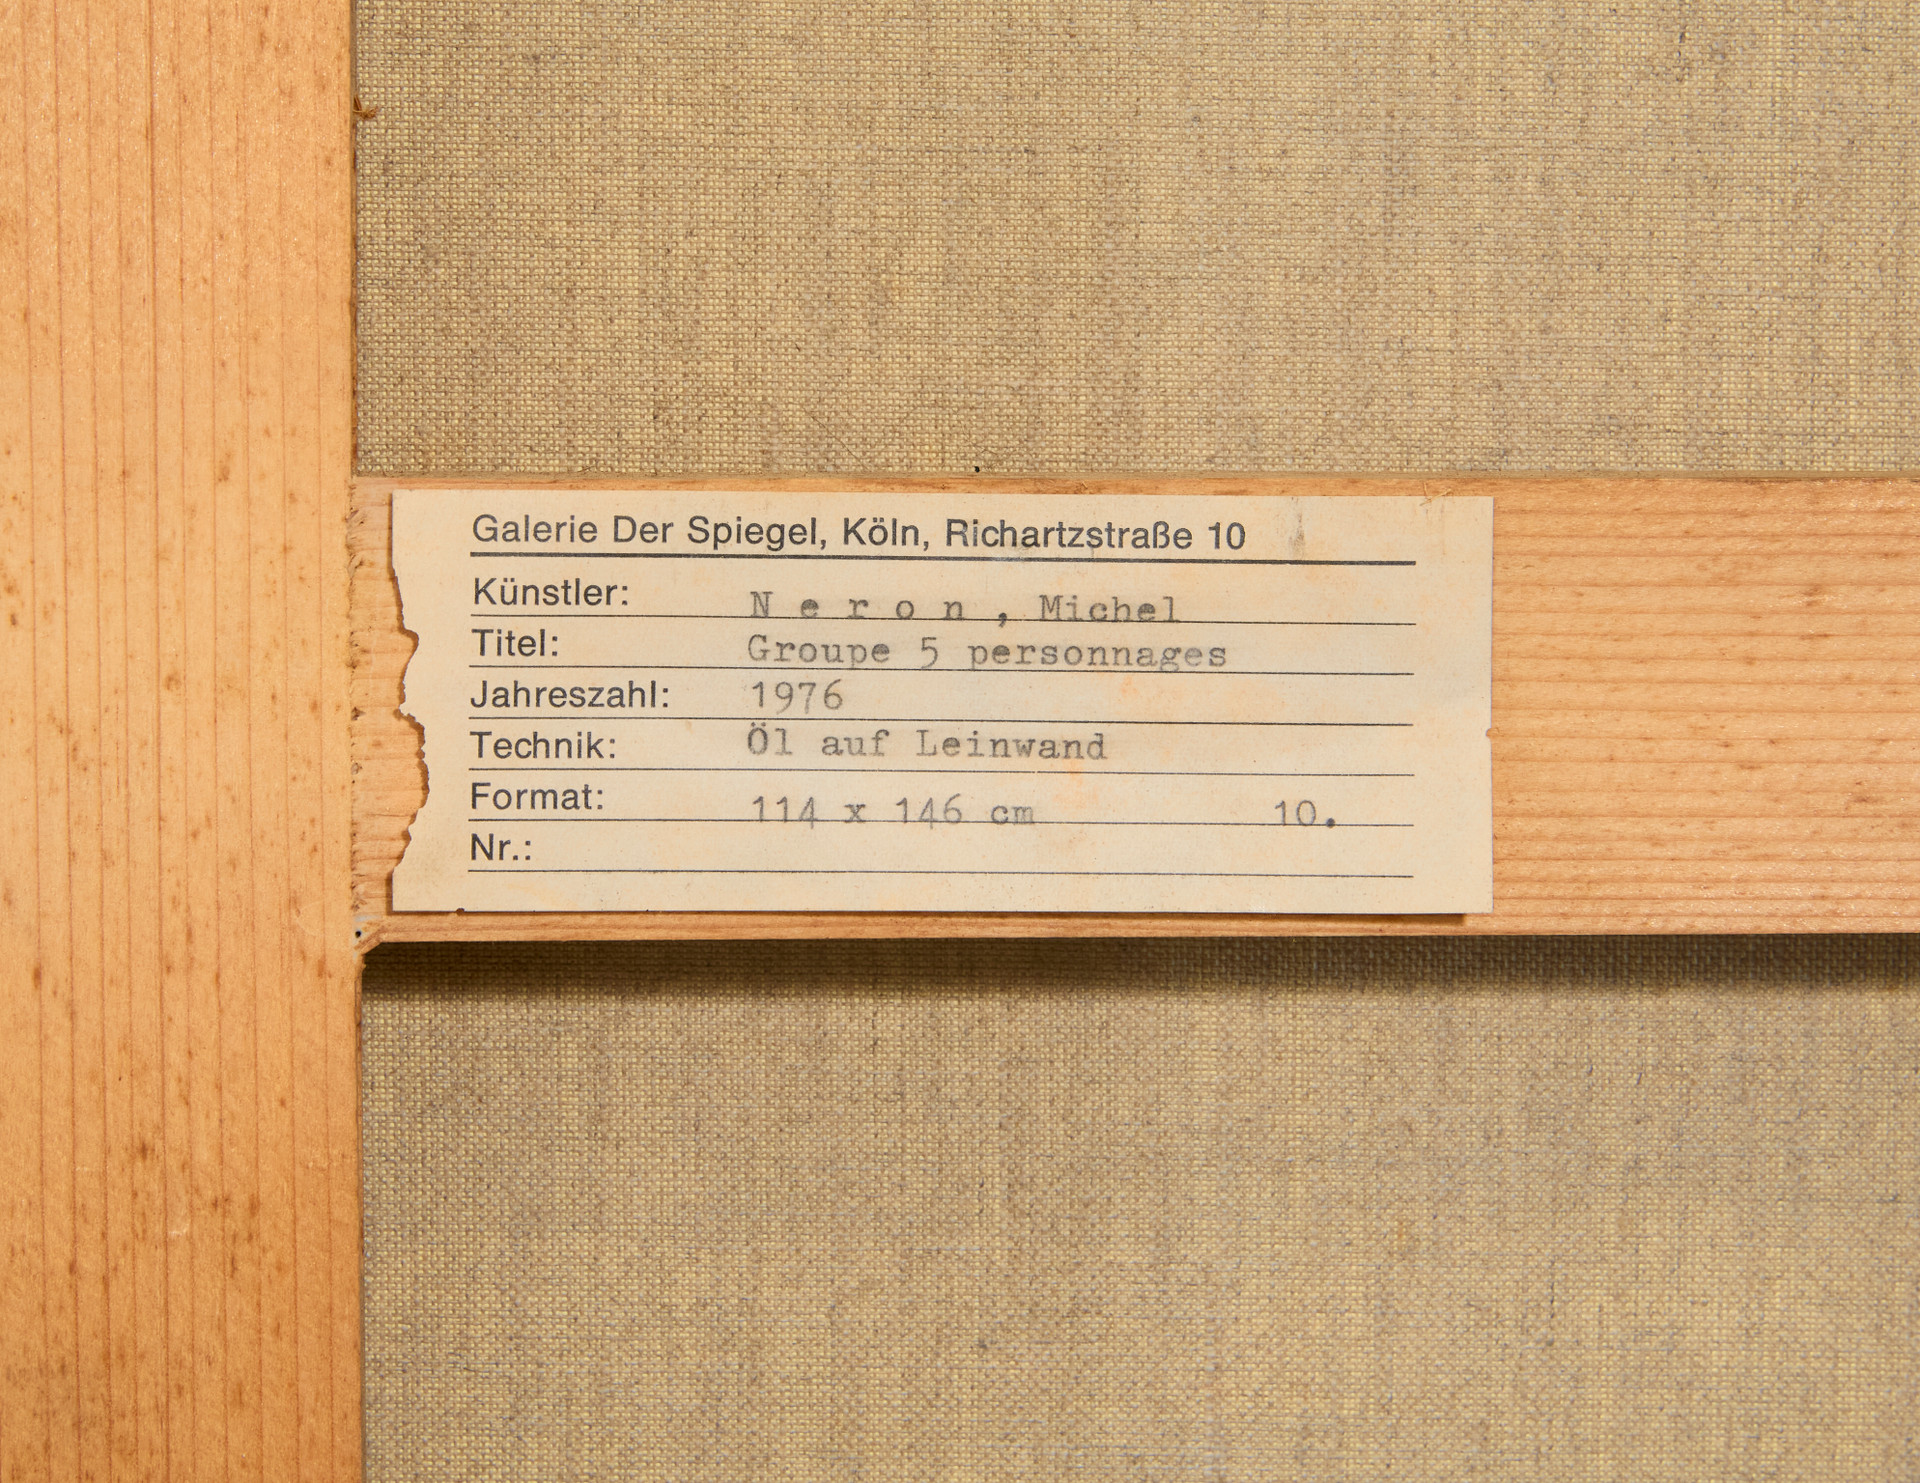 Galerie Der Spiegel, Köln, Richartzstraße 10
Künstler: N e r o n , Michel
Titel: Groupe 5 personnages
Jahreszahl: 1976
Technik: Öl auf Leinwand
Format: 114 x 146 cm 10.
Nr.: